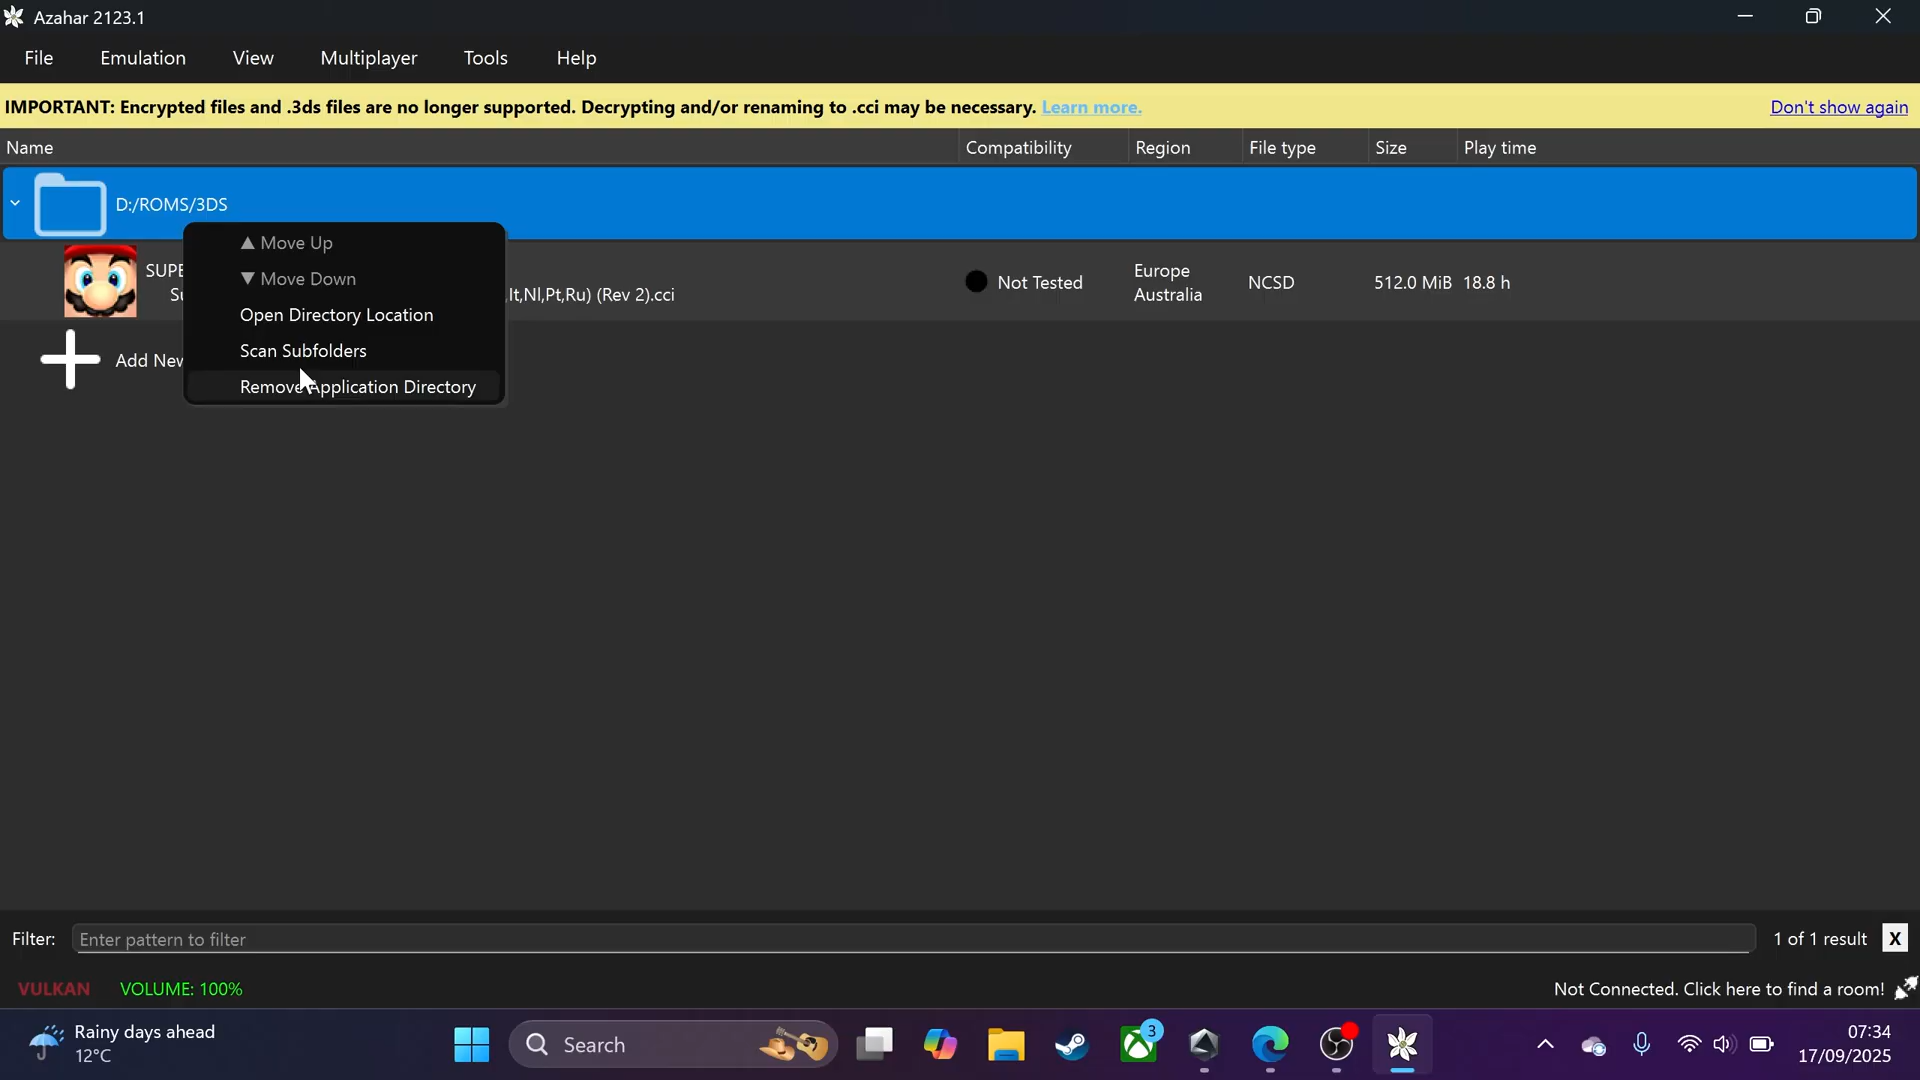 Azahar 2123.1
File Emulation View Multiplayer Tools Help
IMPORTANT: Encrypted files and .3ds files are no longer supported. Decrypting and/or renaming to .cci may be necessary. Learn more. Don't show again
Name Compatibility Region File type Size Play time
D:/ROMS/3DS
▲ Move Up
▼ Move Down
Open Directory Location
Scan Subfolders
Remove Application Directory
SUPE
Su ,It,Nl,Pt,Ru) (Rev 2).cci
Not Tested
Europe
Australia
NCSD
512.0 MiB 18.8 h
Add New
Filter: Enter pattern to filter 1 of 1 result X
VULKAN VOLUME: 100% Not Connected. Click here to find a room!
Rainy days ahead
12°C
Search
3
07:34
17/09/2025